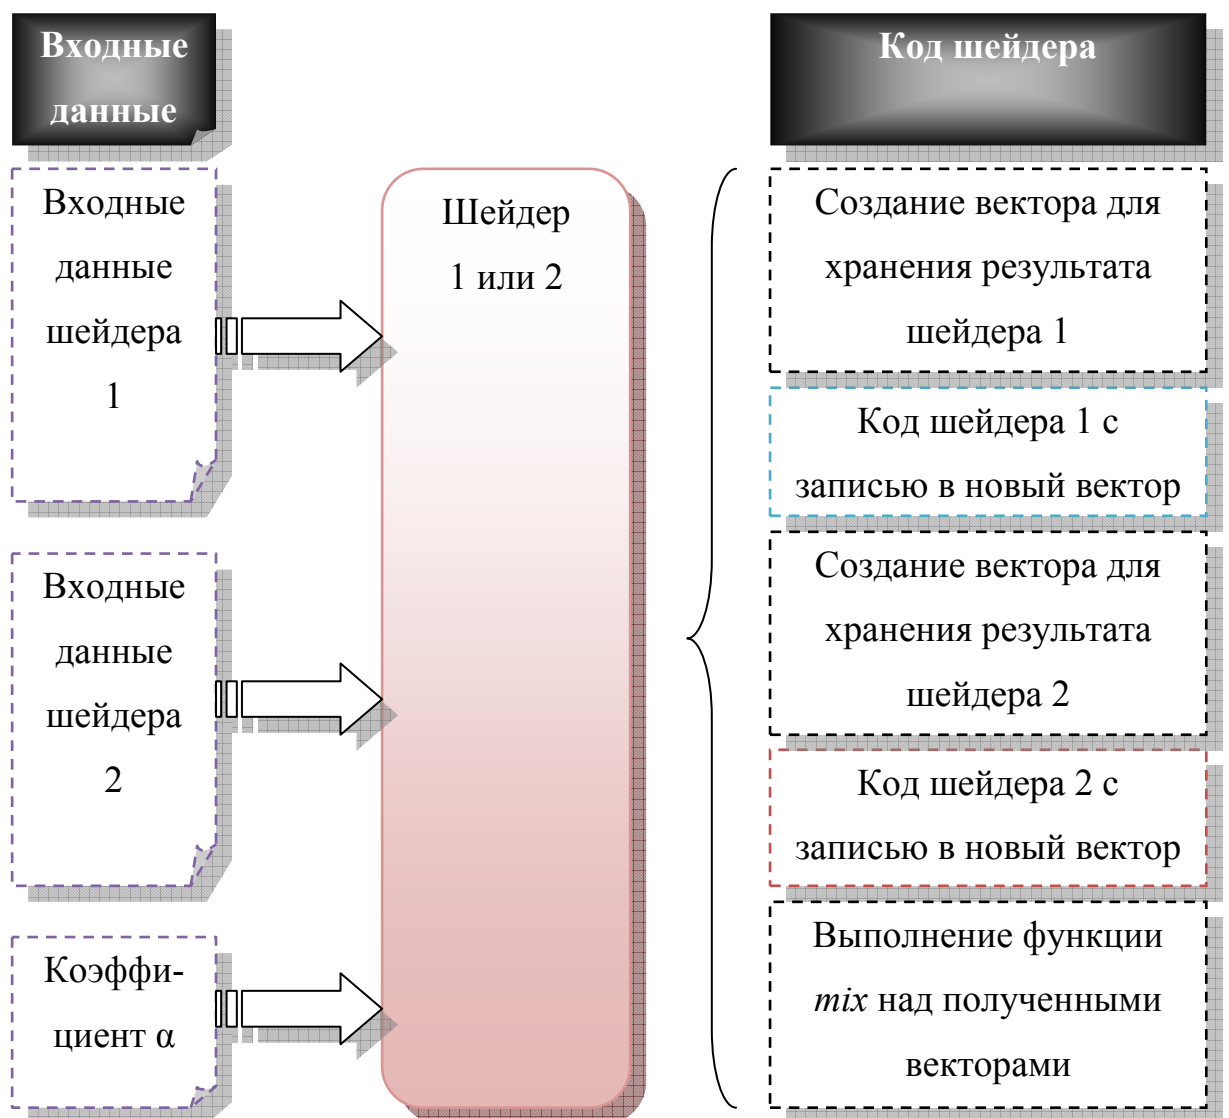 Входные
данные
Входные
данные
шейдера
1
Входные
данные
шейдера
2
Коэффи-
циент α
Шейдер
1 или 2
Код шейдера
Создание вектора для
хранения результата
шейдера 1
Код шейдера 1 с
записью в новый вектор
Создание вектора для
хранения результата
шейдера 2
Код шейдера 2 с
записью в новый вектор
Выполнение функции
mix над полученными
векторами